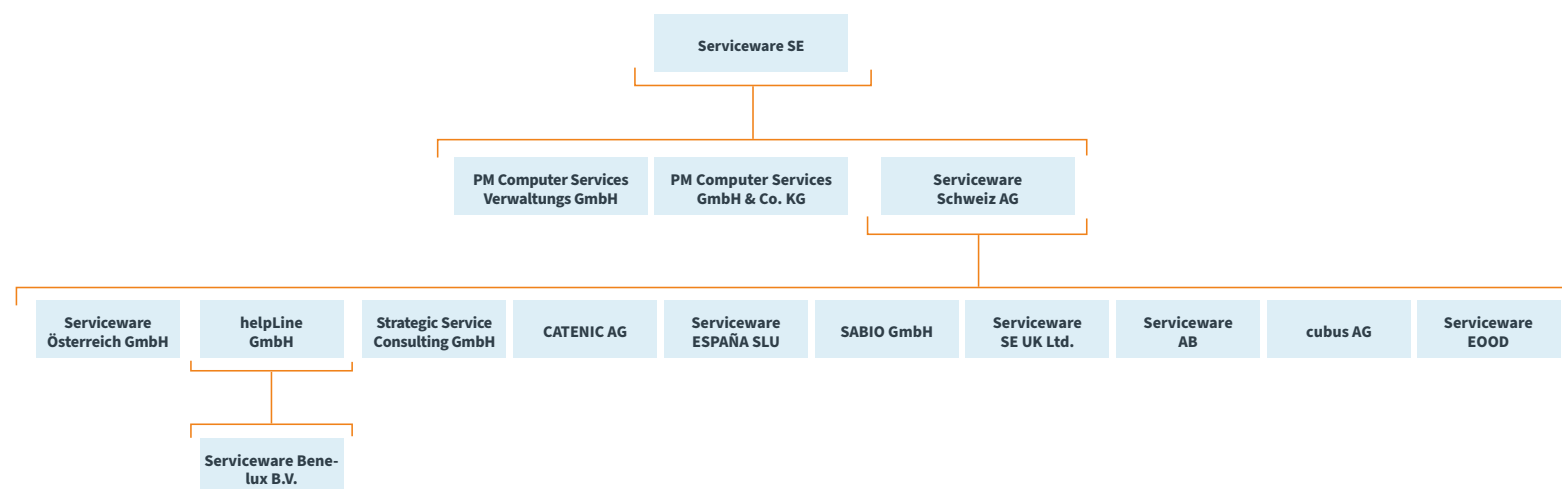 Serviceware SE
PM Computer Services
Verwaltungs GmbH
PM Computer Services
GmbH & Co. KG
Serviceware
Schweiz AG
Serviceware
Österreich GmbH
helpLine
GmbH
Strategic Service
Consulting GmbH
CATENIC AG
Serviceware
ESPAÑA SLU
SABIO GmbH
Serviceware
SE UK Ltd.
Serviceware
AB
cubus AG
Serviceware
EOOD
Serviceware Bene-
lux B.V.